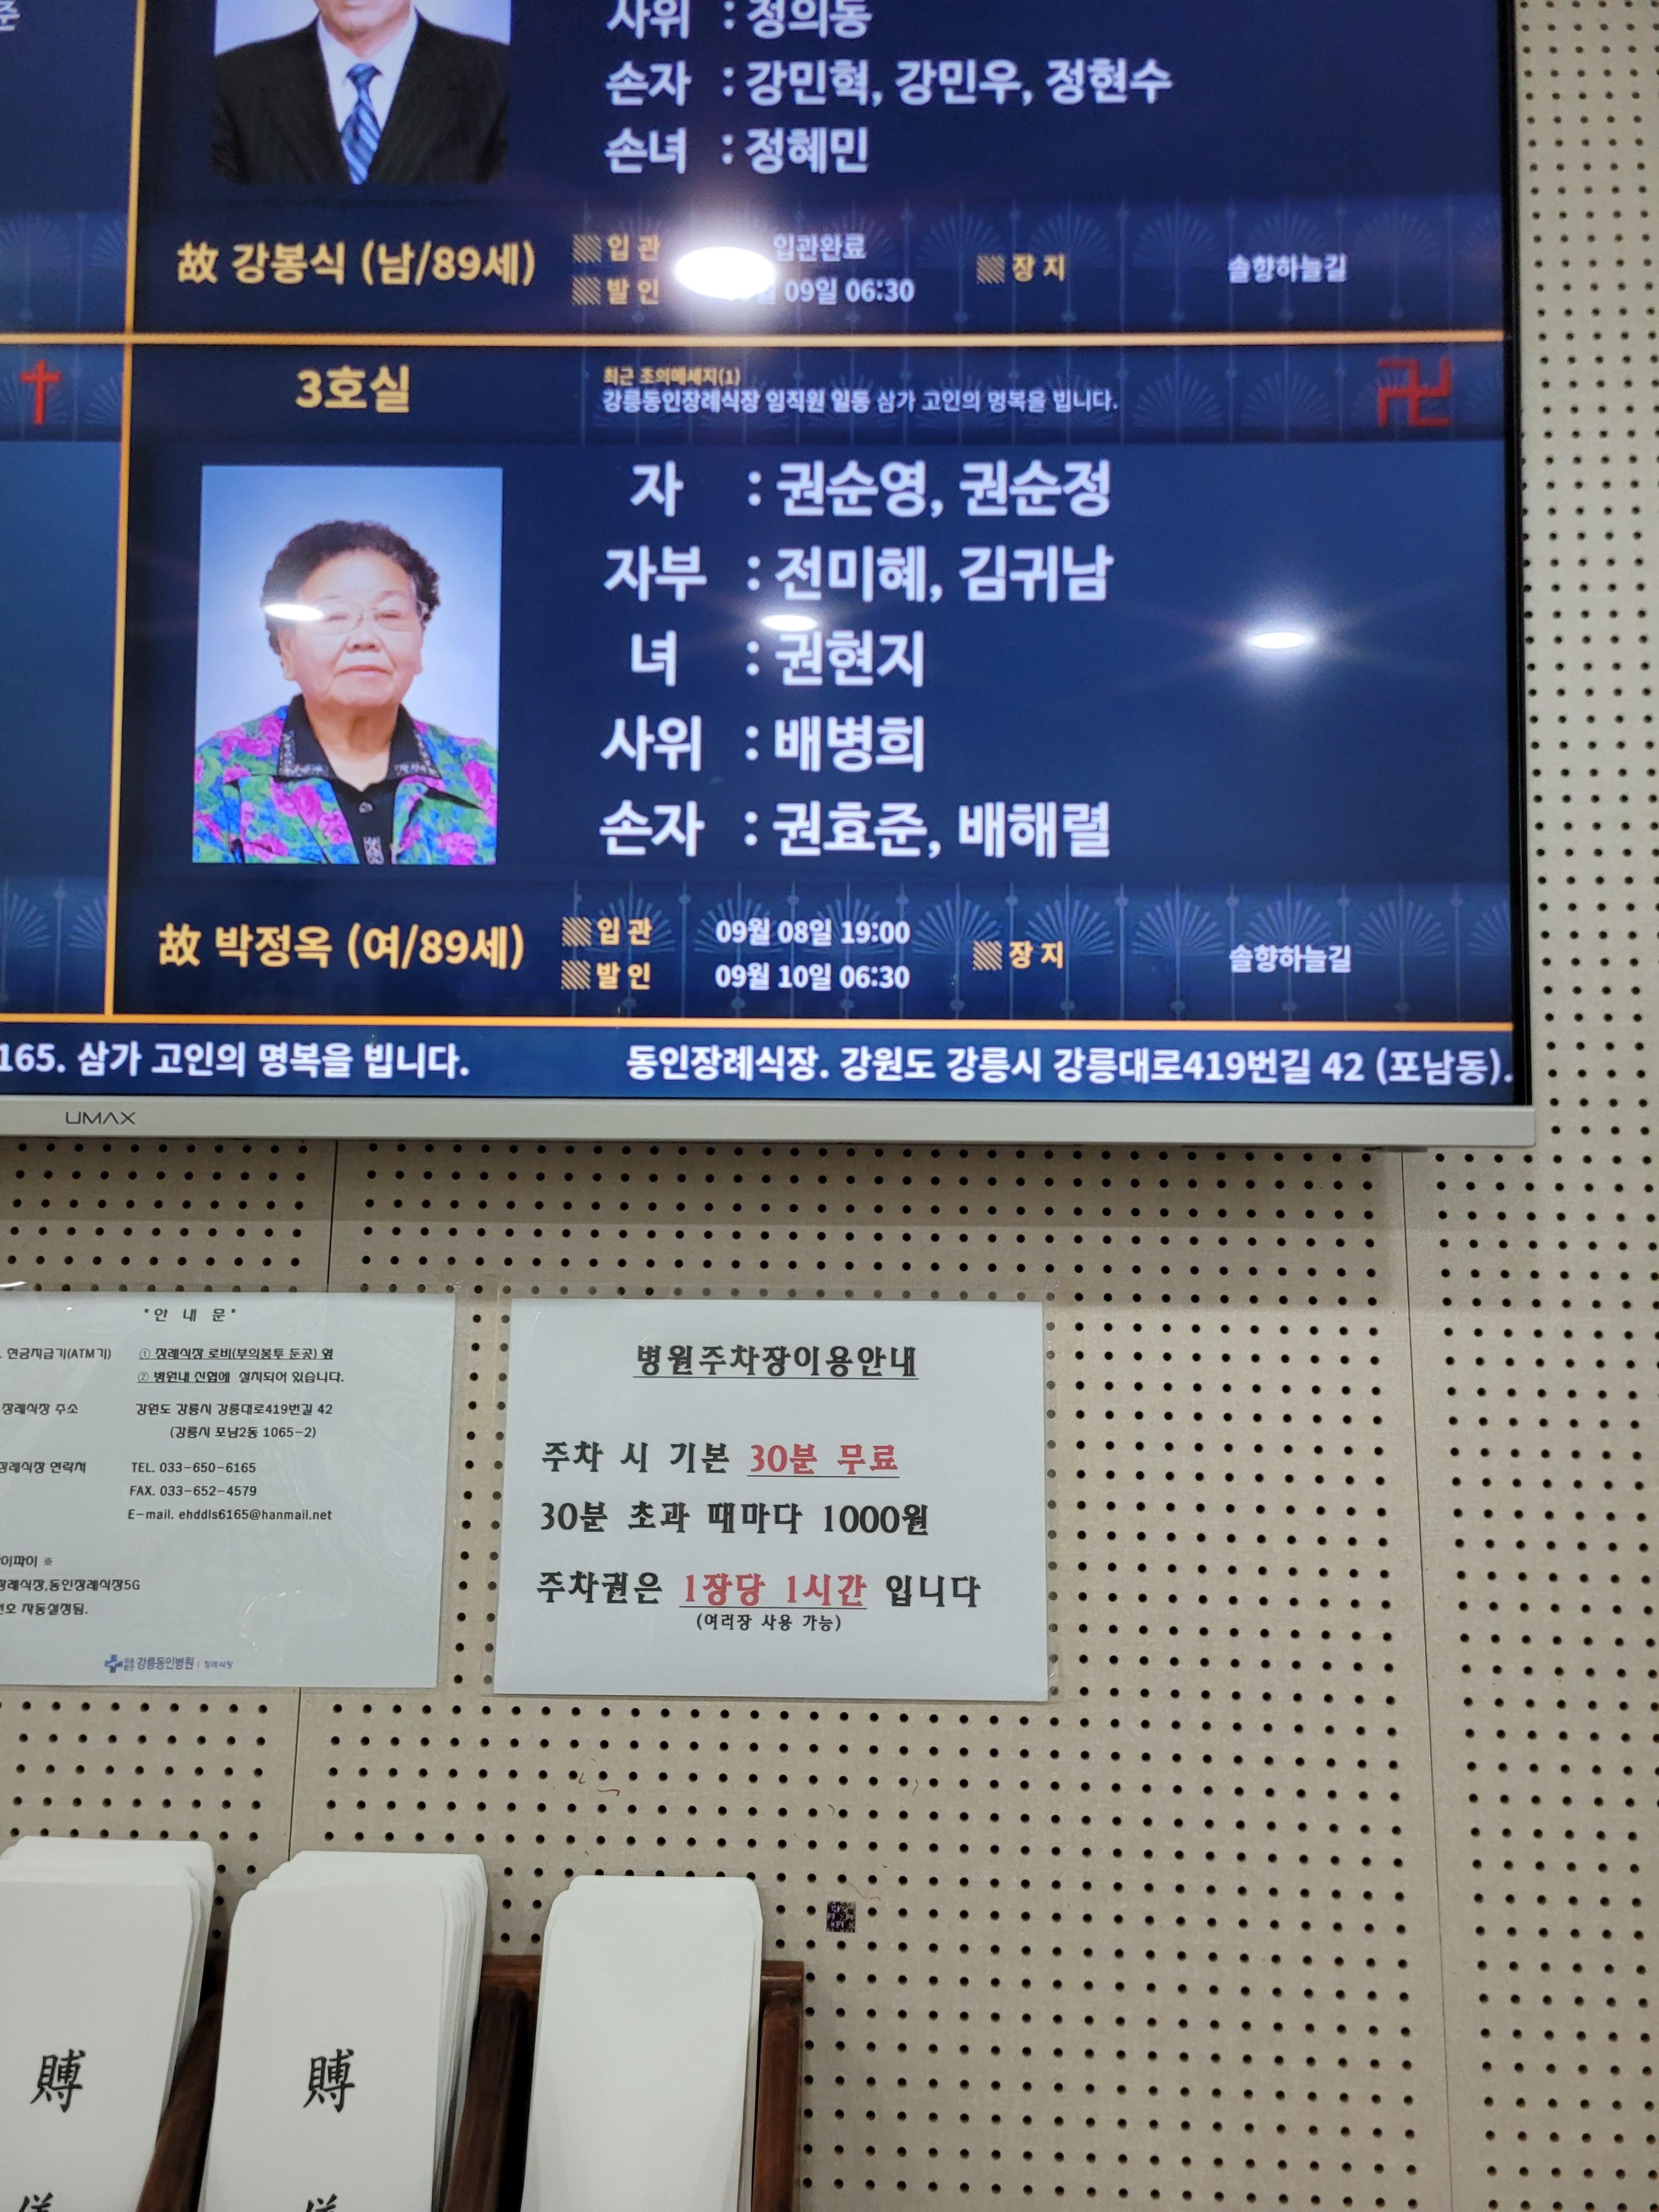 준
사위 : 정의동
손자 : 강민혁, 강민우, 정현수
손녀 : 정혜민
故 강봉식 (남/89세)
입관 입관완료
발인 09일 06:30
장지 솔향하늘길
3호실
최근 조의메세지(1)
강릉동인장례식장 임직원 일동 삼가 고인의 명복을 빕니다.
卍
자 : 권순영, 권순정
자부 : 전미혜, 김귀남
녀 : 권현지
사위 : 배병희
손자 : 권효준, 배해렬
故 박정옥 (여/89세)
입관 09월 08일 19:00
발인 09월 10일 06:30
장지 솔향하늘길
165. 삼가 고인의 명복을 빕니다. 동인장례식장. 강원도 강릉시 강릉대로419번길 42 (포남동).
UMAX
"안 내 문"
현금지급기(ATM기) ① 장례식장 로비(부의봉투 둔곳) 옆
② 병원내 신협에 설치되어 있습니다.
장례식장 주소 강원도 강릉시 강릉대로419번길 42
(강릉시 포남2동 1065-2)
장례식장 연락처 TEL. 033-650-6165
FAX. 033-652-4579
E-mail. ehddls6165@hanmail.net
이파이 ※
장례식장,동인장례식장5G
번호 자동설정됨.
강릉동인병원 | 장례식장
병원주차장이용안내
주차 시 기본 30분 무료
30분 초과 때마다 1000원
주차권은 1장당 1시간 입니다
(여러장 사용 가능)
賻
賻